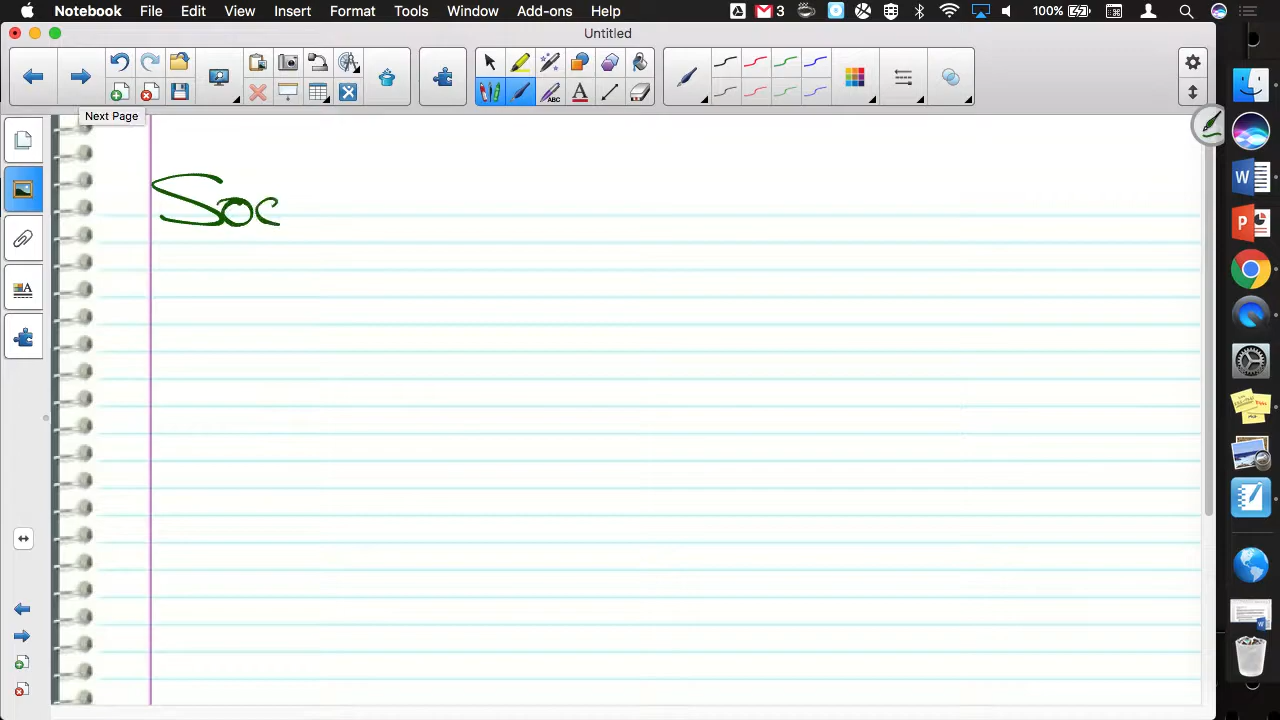 Notebook File Edit View Insert Format Tools Window Add-ons Help 3 100%
Untitled
Next Page
Soc